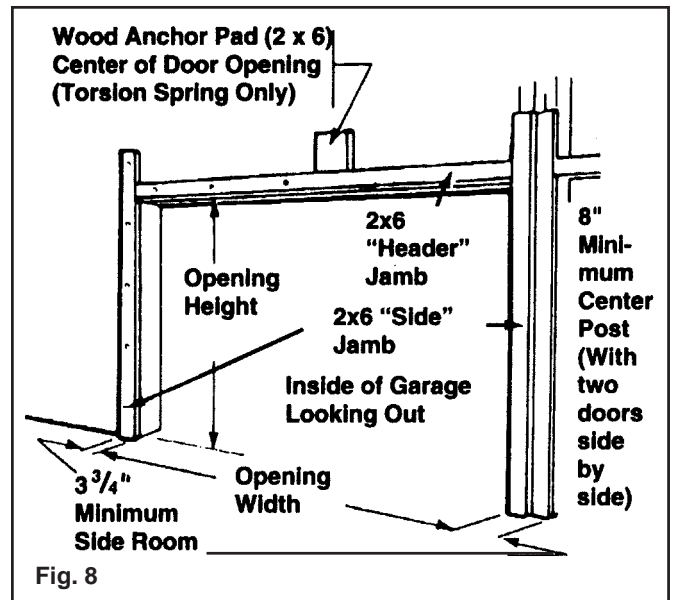 Wood Anchor Pad (2 x 6)
Center of Door Opening
(Torsion Spring Only)
2x6
"Header"
Jamb
8"
Mini-
mum
Center
Post
(With
two
doors
side
by
side)
Opening
Height
2x6 "Side"
Jamb
Inside of Garage
Looking Out
3 3/4"
Minimum
Side Room
Opening
Width
Fig. 8